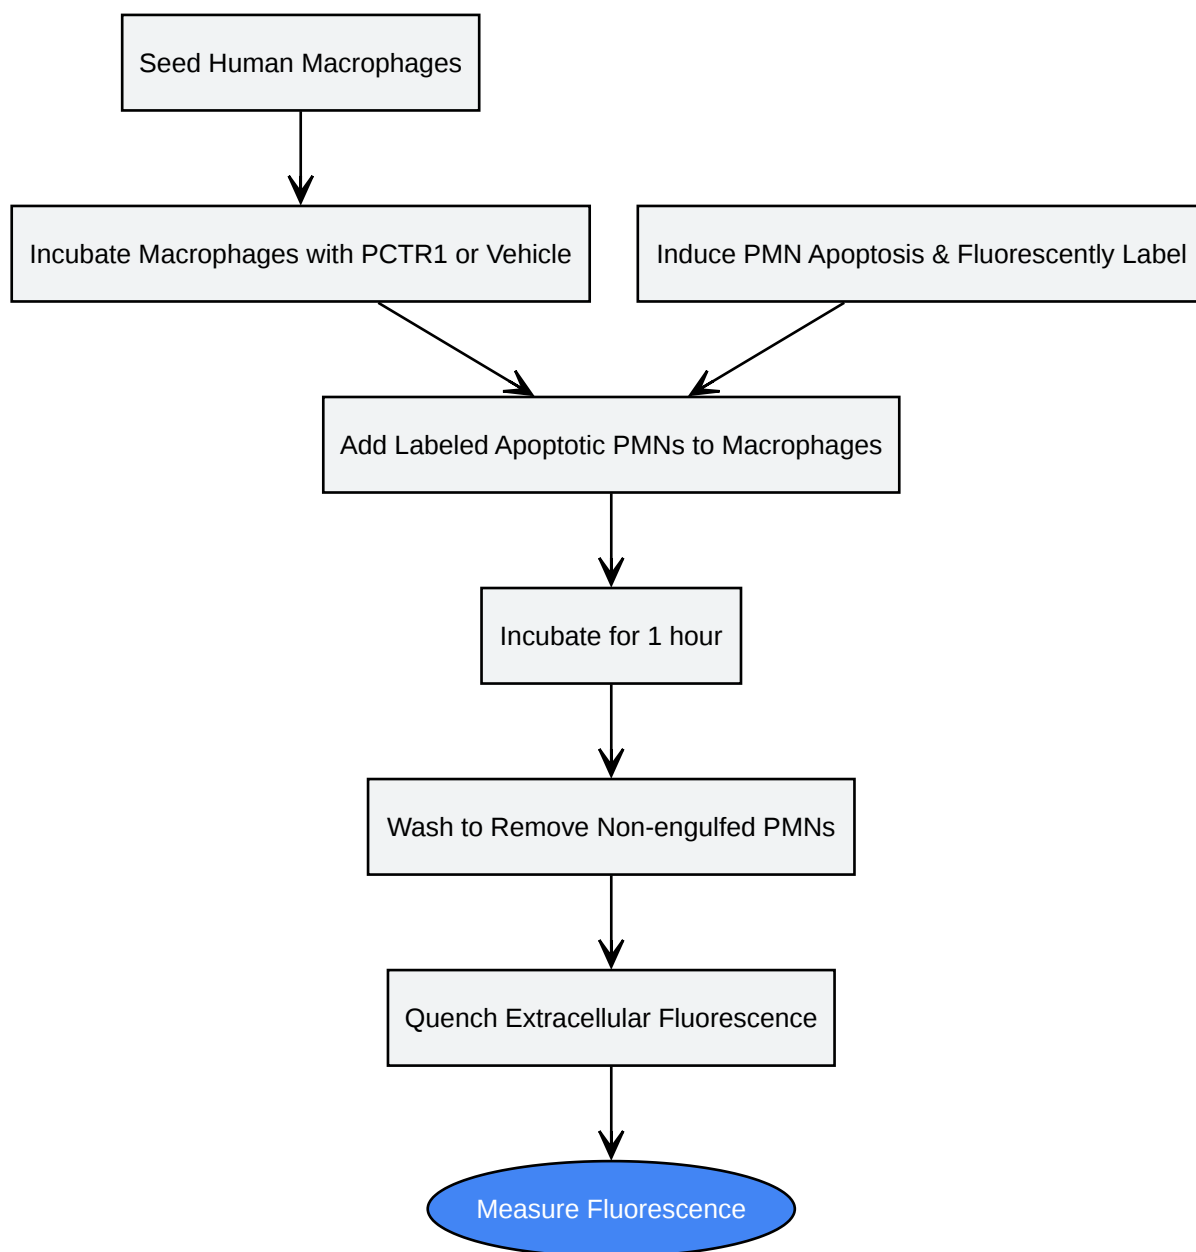 Seed Human Macrophages
Incubate Macrophages with PCTR1 or Vehicle
Induce PMN Apoptosis & Fluorescently Label
Add Labeled Apoptotic PMNs to Macrophages
Incubate for 1 hour
Wash to Remove Non-engulfed PMNs
Quench Extracellular Fluorescence
Measure Fluorescence